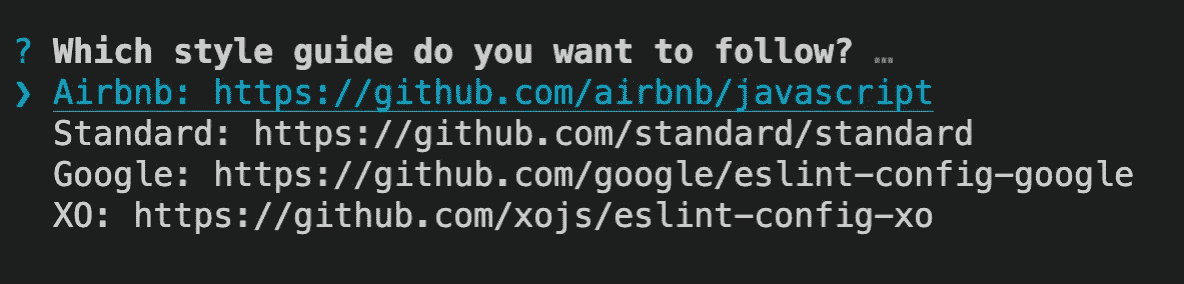 ? Which style guide do you want to follow? …
❯ Airbnb: https://github.com/airbnb/javascript
Standard: https://github.com/standard/standard
Google: https://github.com/google/eslint-config-google
XO: https://github.com/xojs/eslint-config-xo